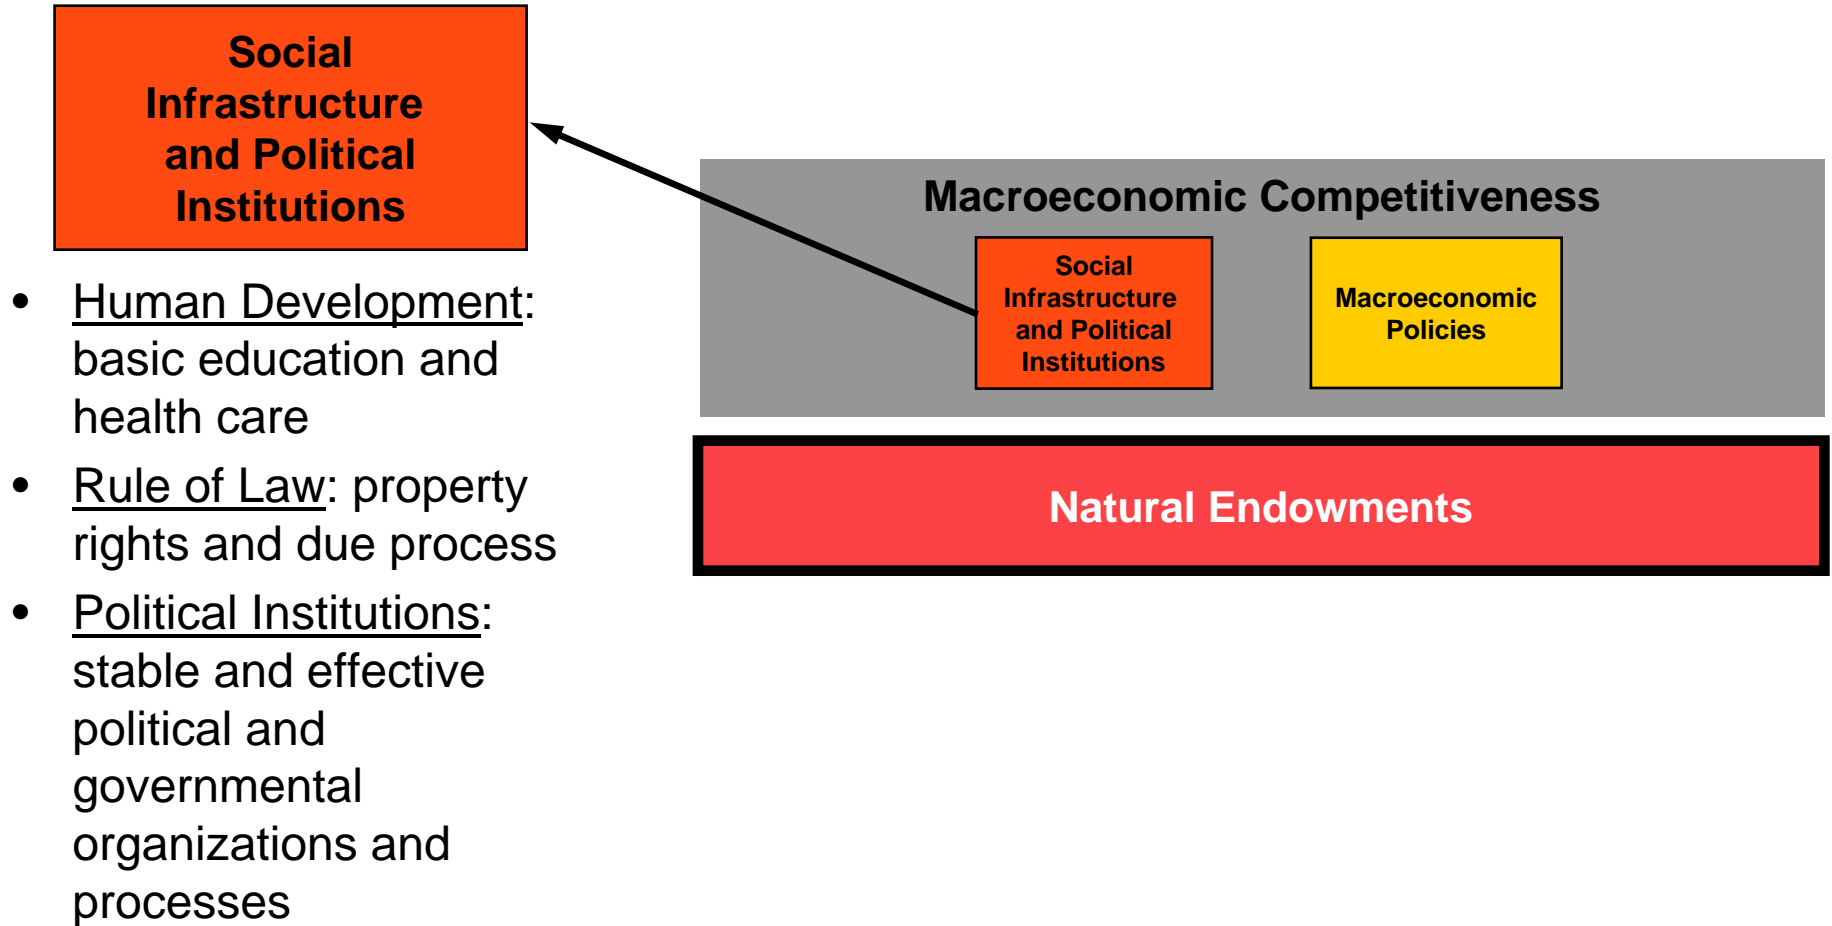 Social
Infrastructure
and Political
Institutions
• Human Development:
basic education and
health care
• Rule of Law: property
rights and due process
• Political Institutions:
stable and effective
political and
governmental
organizations and
processes
Macroeconomic Competitiveness
Social
Infrastructure
and Political
Institutions
Macroeconomic
Policies
Natural Endowments